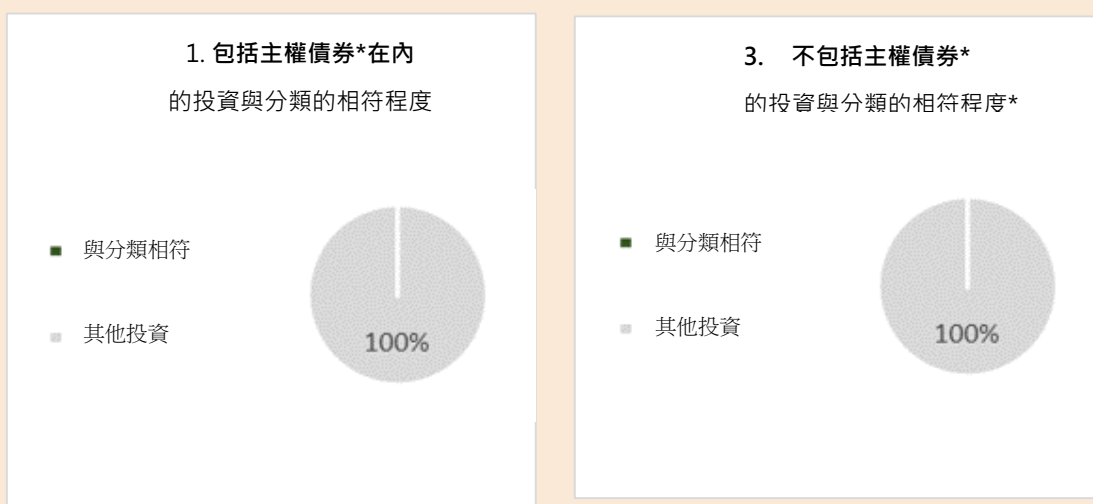 1. 包括主權債券*在內
的投資與分類的相符程度
與分類相符
其他投資
100%
3. 不包括主權債券*
的投資與分類的相符程度*
與分類相符
其他投資
100%